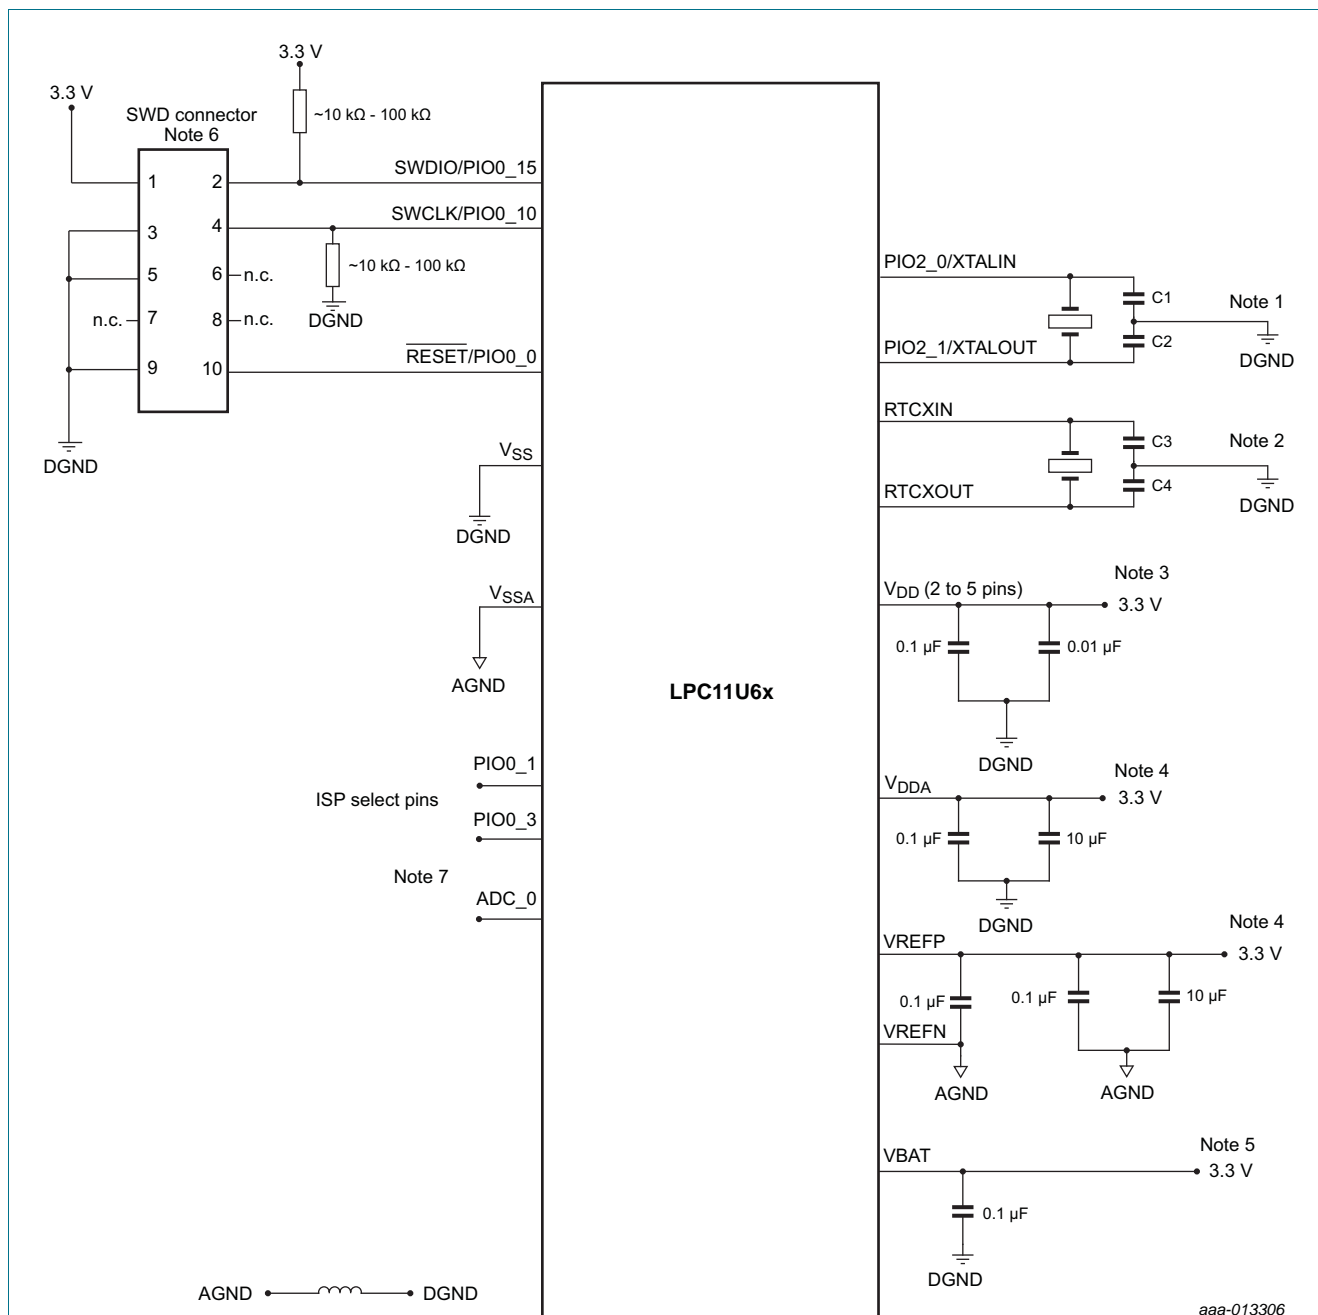 3.3 V
3.3 V
SWD connector
Note 6
~10 kΩ - 100 kΩ
1
2
SWDIO/PIO0_15
3
4
SWCLK/PIO0_10
~10 kΩ - 100 kΩ
DGND
5
6
n.c.
n.c.
7
8
n.c.
9
10
RESET/PIO0_0
DGND
VSS
DGND
VSSA
AGND
PIO0_1
ISP select pins
PIO0_3
Note 7
ADC_0
LPC11U6x
PIO2_0/XTALIN
C1
Note 1
C2
DGND
PIO2_1/XTALOUT
RTCXIN
C3
Note 2
C4
DGND
RTCXOUT
Note 3
VDD (2 to 5 pins)
3.3 V
0.1 µF
0.01 µF
DGND
Note 4
VDDA
3.3 V
0.1 µF
10 µF
DGND
Note 4
VREFP
3.3 V
0.1 µF
0.1 µF
10 µF
VREFN
AGND
AGND
Note 5
VBAT
3.3 V
0.1 µF
DGND
AGND
DGND
aaa-013306